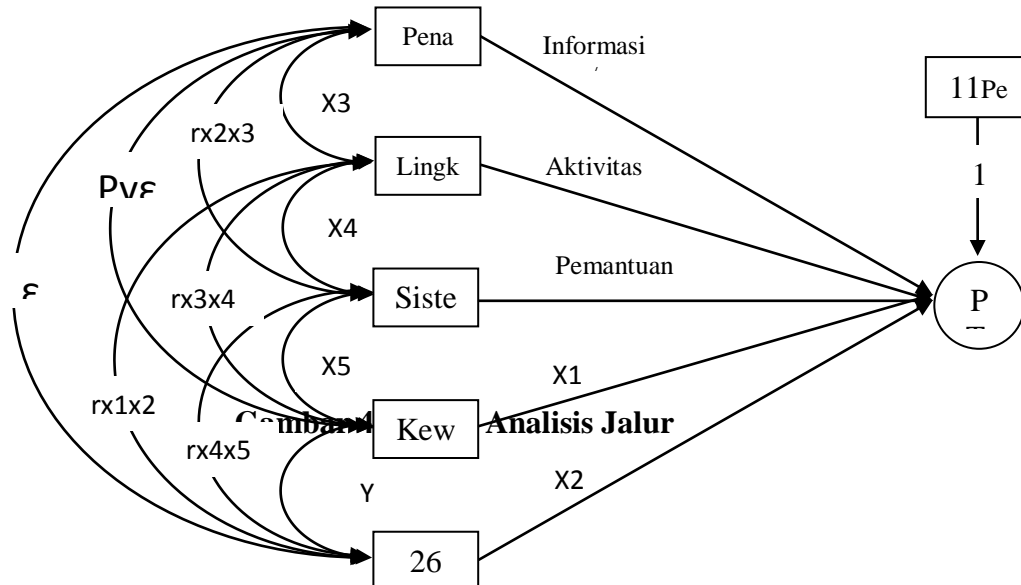 Pena
Informasi
11Pe
X3
rx2x3
Lingk
Aktivitas
1
X4
Siste
Pemantuan
P
ε
rx3x4
X5
X1
rx1x2
Analisis Jalur
Kew
rx4x5
X2
Y
26